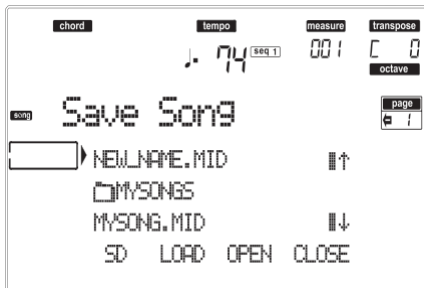 chord tempo measure transpose
♩. 74 seq 1 001 C 0
octave
song Save Song page
1
NEW_NAME.MID
MYSONGS
MYSONG.MID
SD LOAD OPEN CLOSE